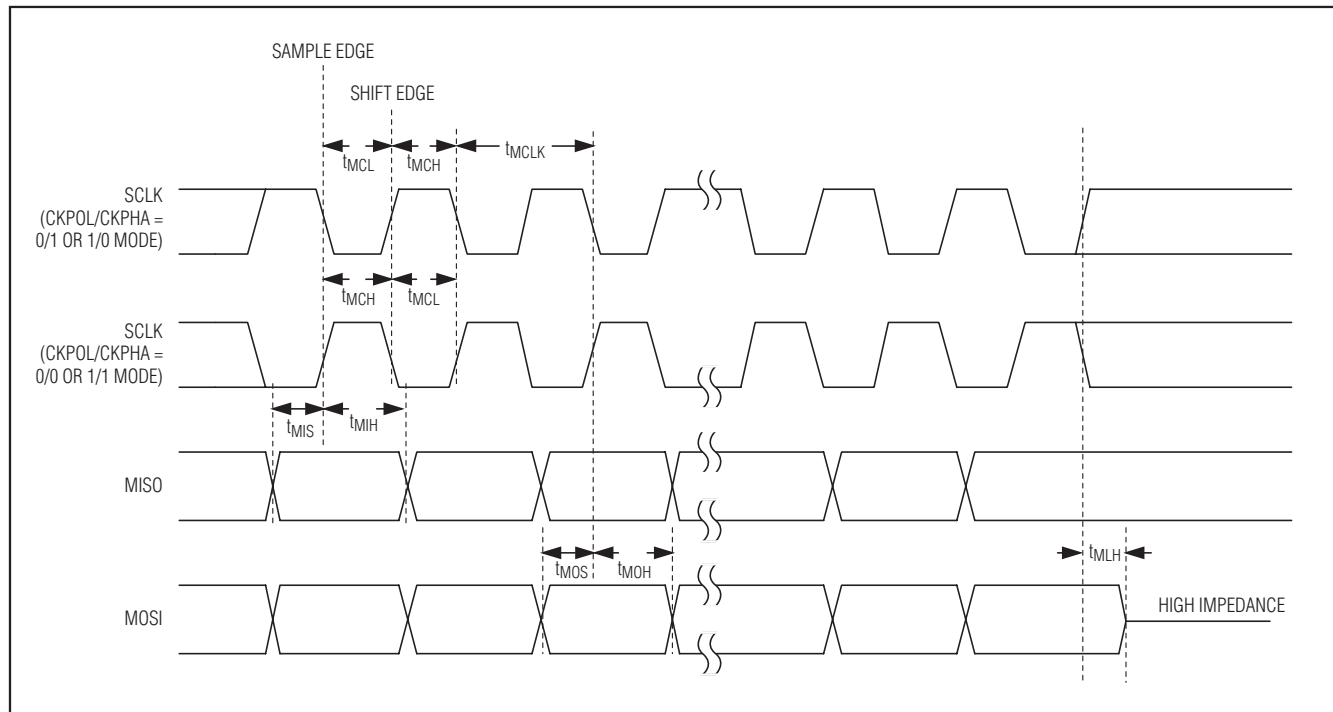 SAMPLE EDGE
SHIFT EDGE
tMCL
tMCH
tMCLK
SCLK
(CKPOL/CKPHA =
0/1 OR 1/0 MODE)
tMCH
tMCL
SCLK
(CKPOL/CKPHA =
0/0 OR 1/1 MODE)
tMIS
tMIH
MISO
tMOS
tMOH
tMLH
MOSI
HIGH IMPEDANCE